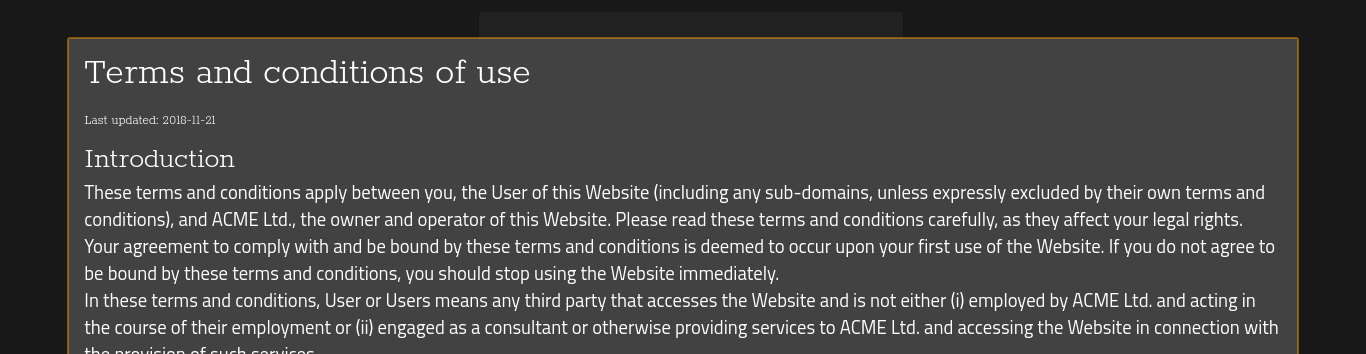 Terms and conditions of use
Last updated: 2018-11-21
Introduction
These terms and conditions apply between you, the User of this Website (including any sub-domains, unless expressly excluded by their own terms and
conditions), and ACME Ltd., the owner and operator of this Website. Please read these terms and conditions carefully, as they affect your legal rights.
Your agreement to comply with and be bound by these terms and conditions is deemed to occur upon your first use of the Website. If you do not agree to
be bound by these terms and conditions, you should stop using the Website immediately.
In these terms and conditions, User or Users means any third party that accesses the Website and is not either (i) employed by ACME Ltd. and acting in
the course of their employment or (ii) engaged as a consultant or otherwise providing services to ACME Ltd. and accessing the Website in connection with
the provision of such services.